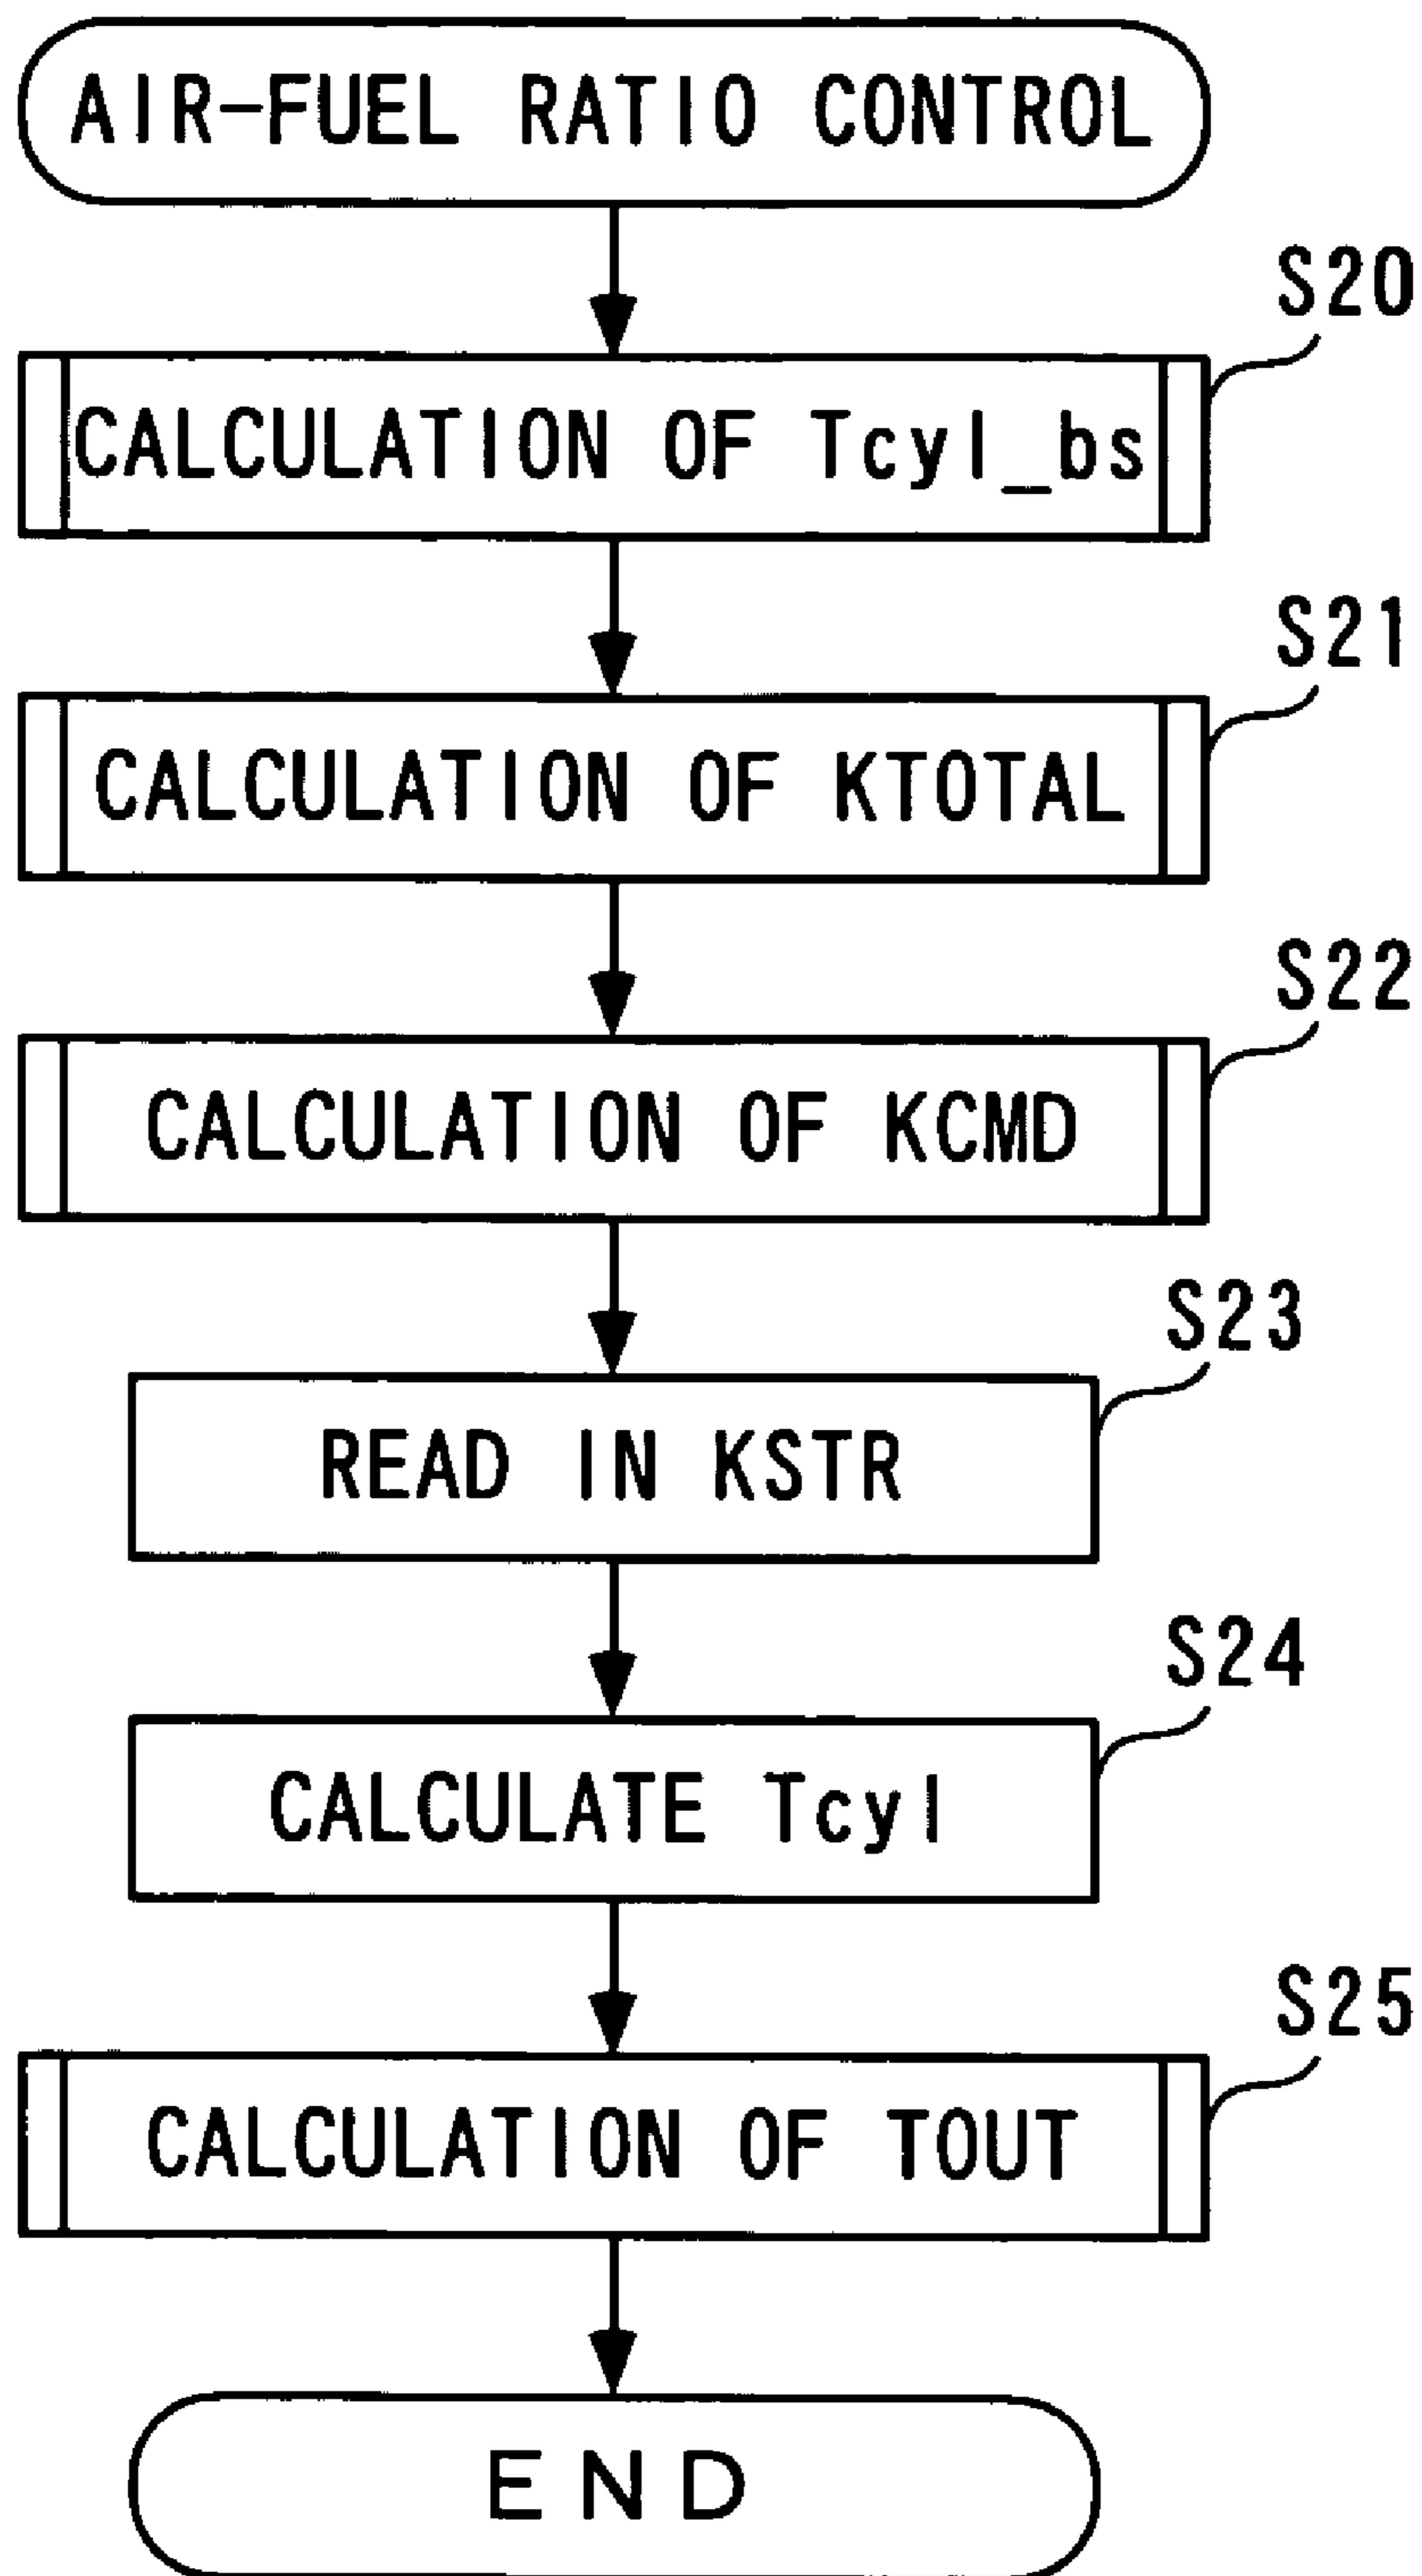 AIR-FUEL RATIO CONTROL
S20
CALCULATION OF Tcyl_bs
S21
CALCULATION OF KTOTAL
S22
CALCULATION OF KCMD
S23
READ IN KSTR
S24
CALCULATE Tcyl
S25
CALCULATION OF TOUT
END